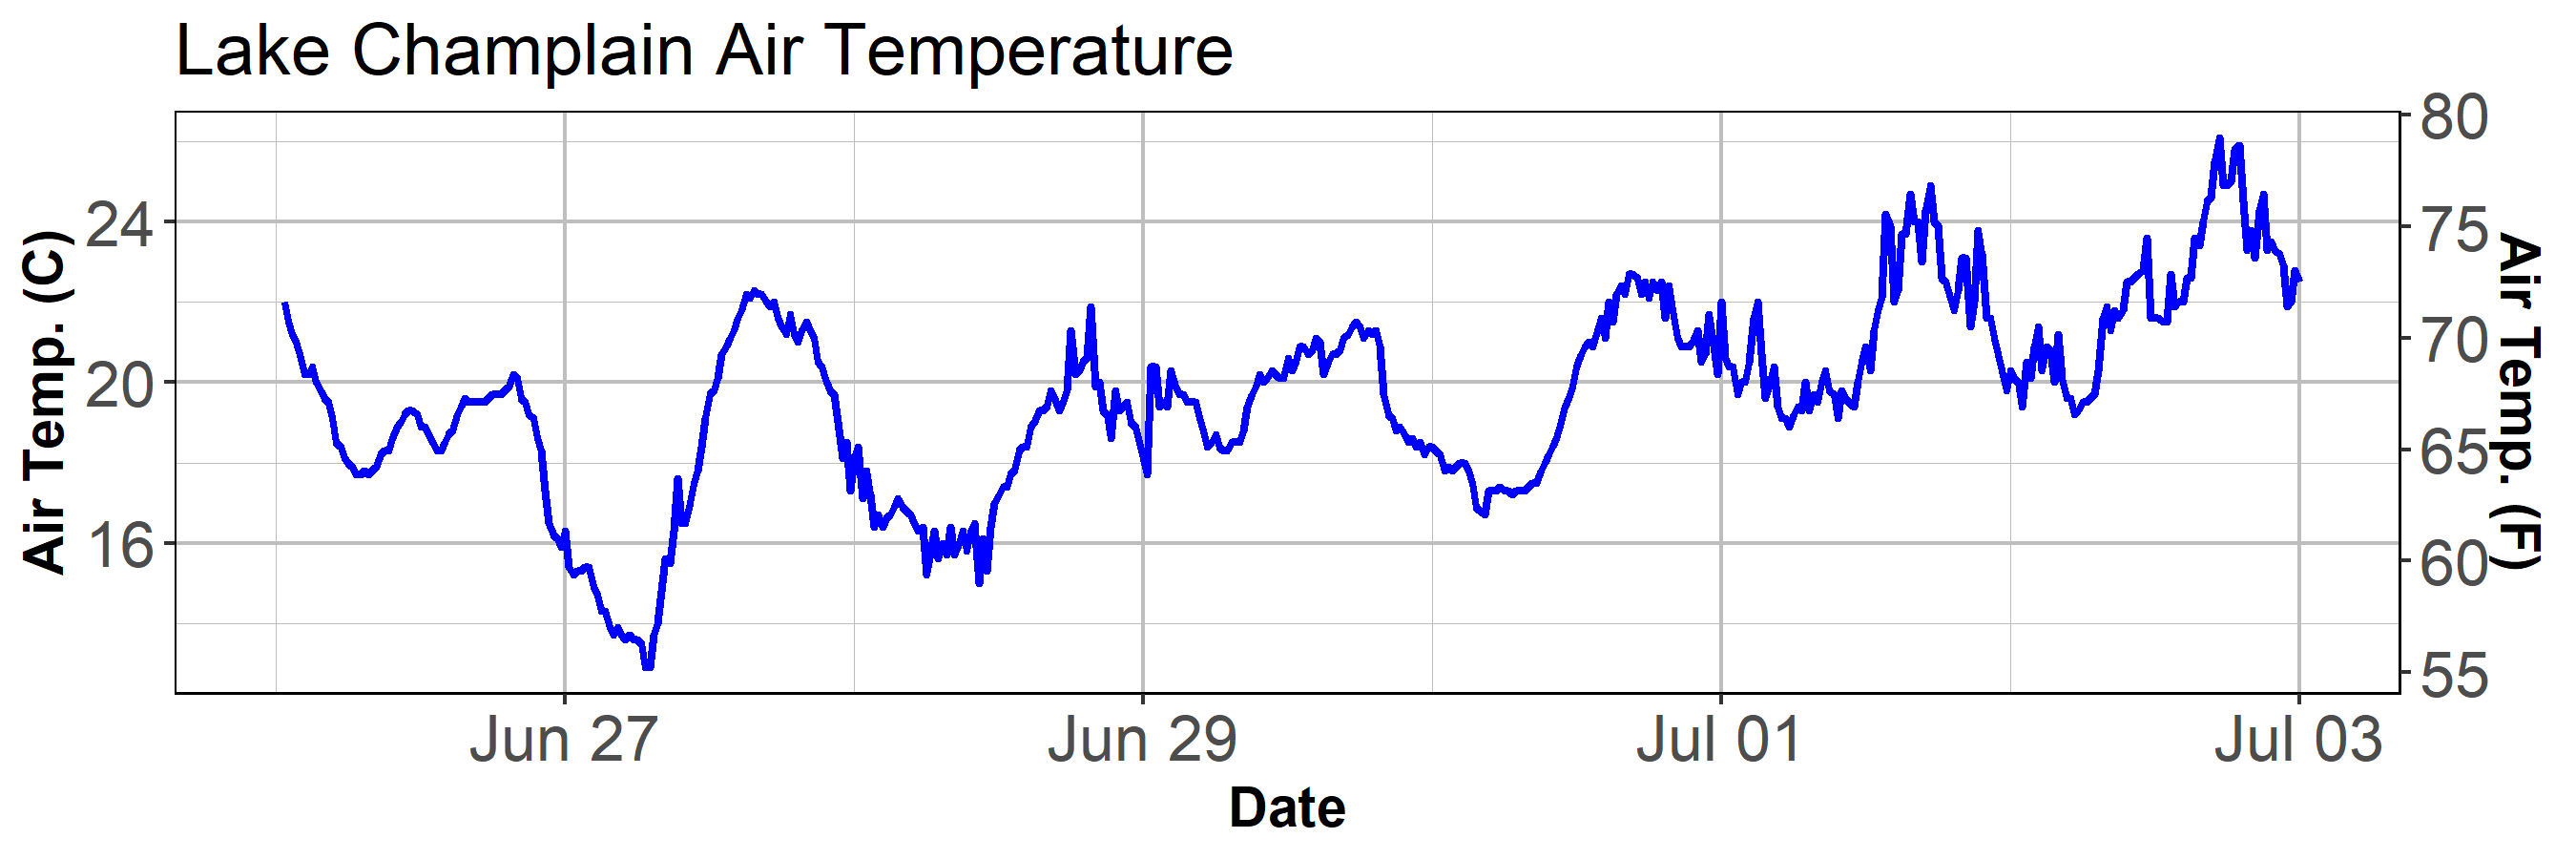 Lake Champlain Air Temperature
Air Temp. (C)
24
20
16
80
75
70
65
60
55
Air Temp. (F)
Jun 27
Jun 29
Jul 01
Jul 03
Date